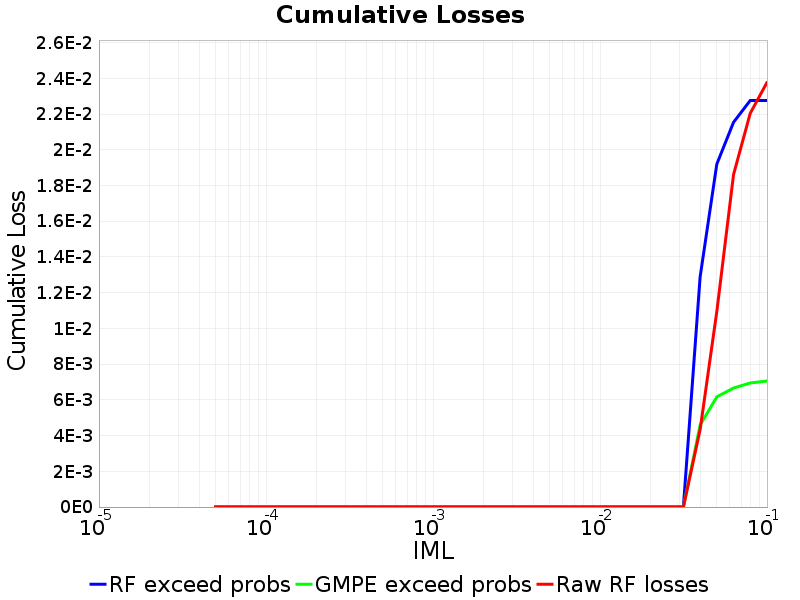 Cumulative Losses
2.6E-2
2.4E-2
2.2E-2
2E-2
1.8E-2
1.6E-2
1.4E-2
1.2E-2
1E-2
8E-3
6E-3
4E-3
2E-3
0E0
Cumulative Loss
10-5 10-4 10-3 10-2 10-1
IML
RF exceed probs GMPE exceed probs Raw RF losses